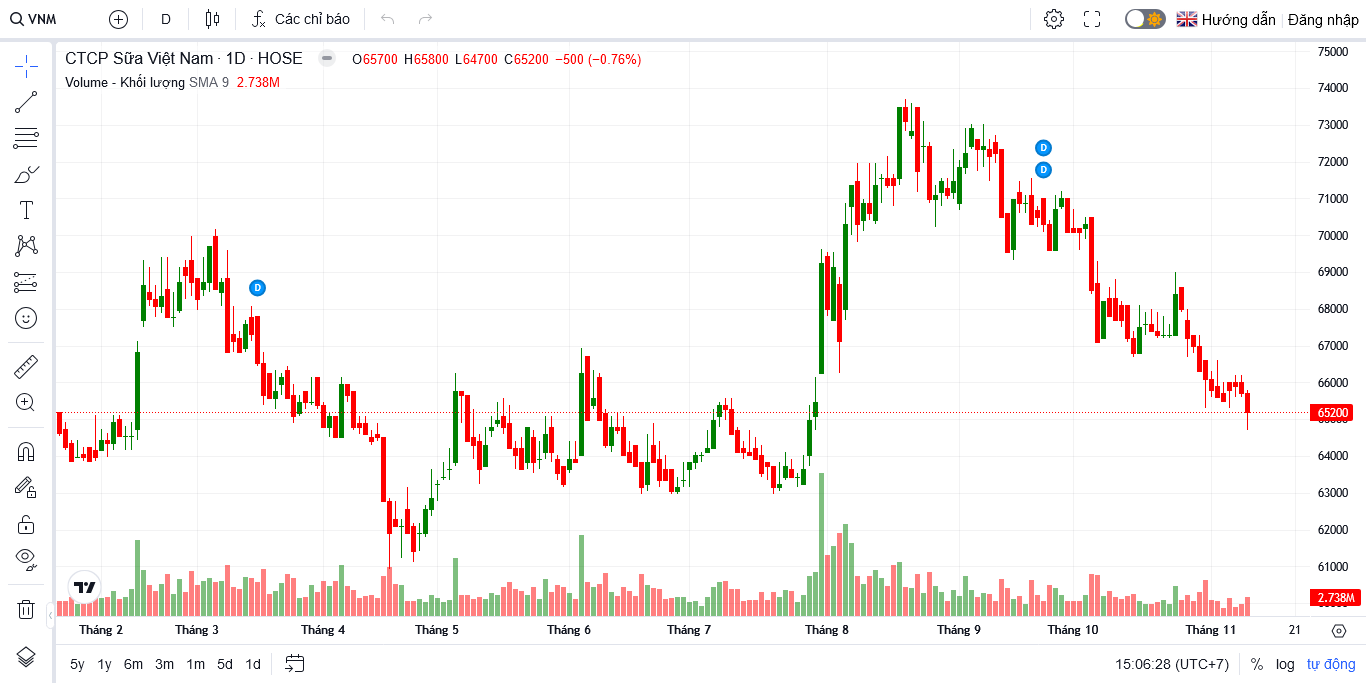 VNM D Các chỉ báo Hướng dẫn Đăng nhập
CTCP Sữa Việt Nam · 1D · HOSE O65700 H65800 L64700 C65200 −500 (−0.76%)
Volume - Khối lượng SMA 9 2.738M
75000
74000
73000
72000
71000
70000
69000
68000
67000
66000
65200
64000
63000
62000
61000
2.738M
D
D
D
Tháng 2 Tháng 3 Tháng 4 Tháng 5 Tháng 6 Tháng 7 Tháng 8 Tháng 9 Tháng 10 Tháng 11 21
5y 1y 6m 3m 1m 5d 1d 15:06:28 (UTC+7) % log tự động